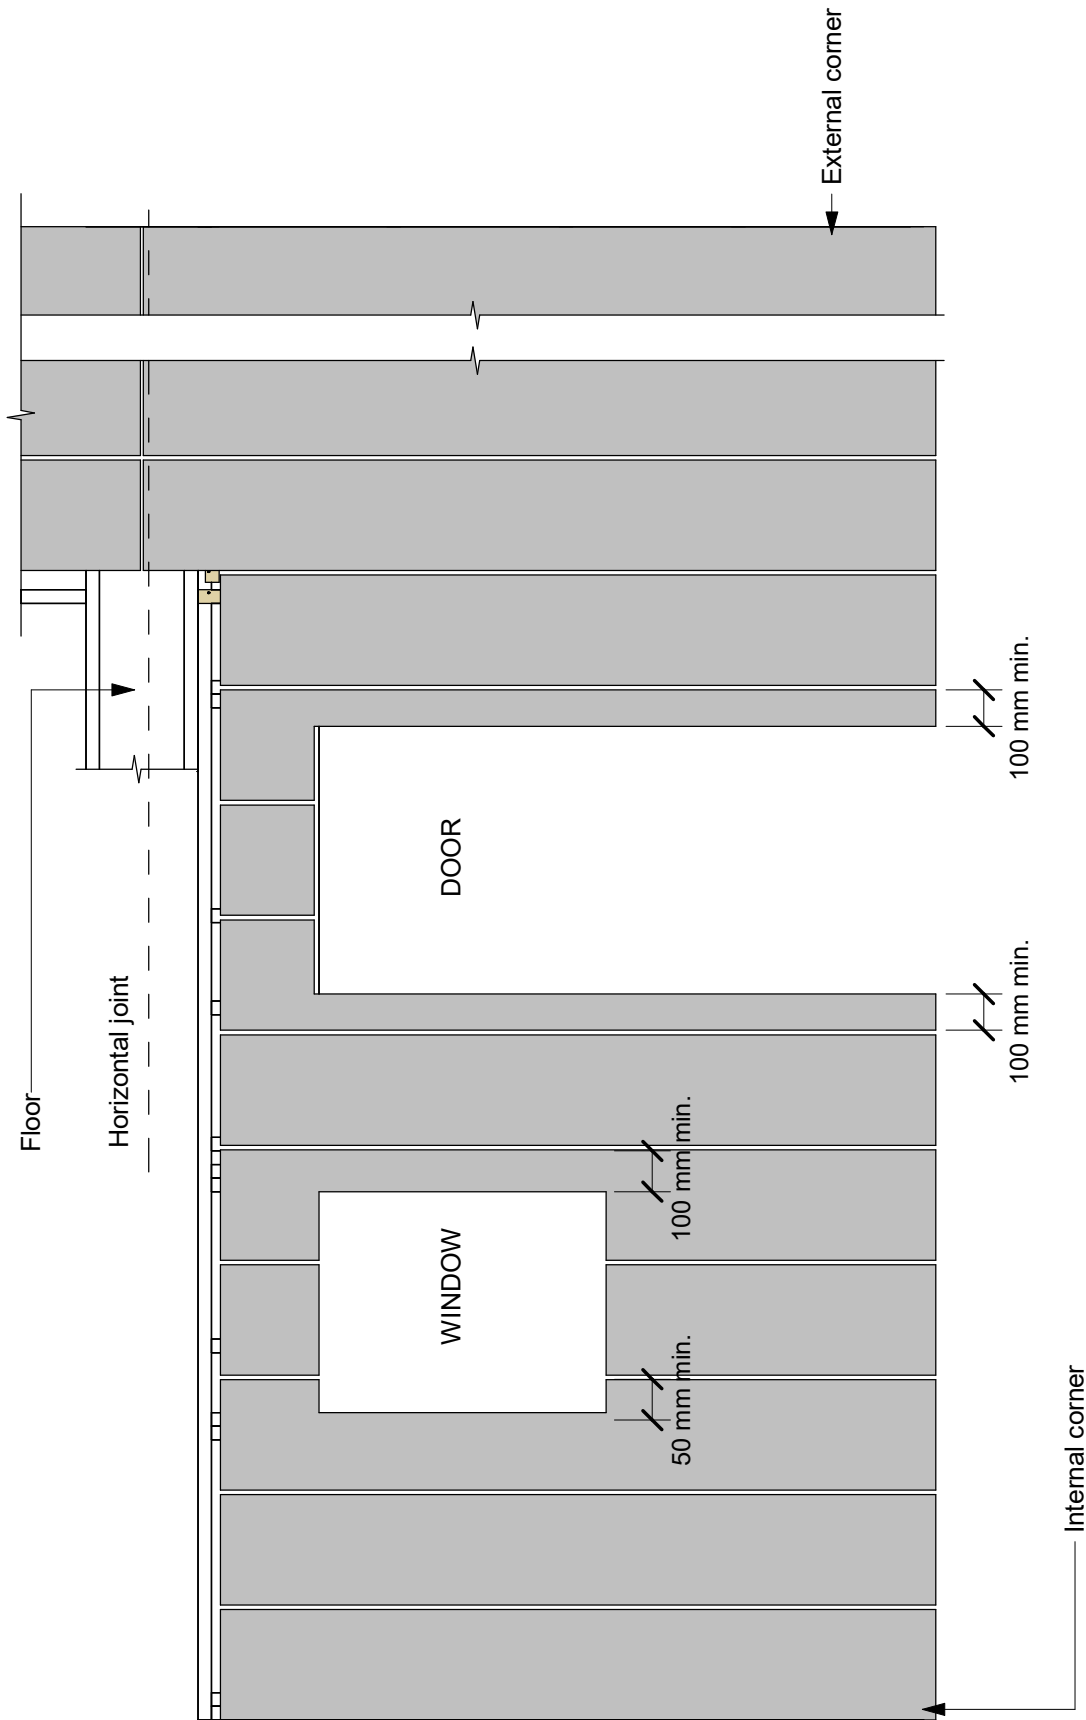 Floor
Horizontal joint
External corner
WINDOW
DOOR
50 mm min.
100 mm min.
100 mm min.
100 mm min.
Internal corner